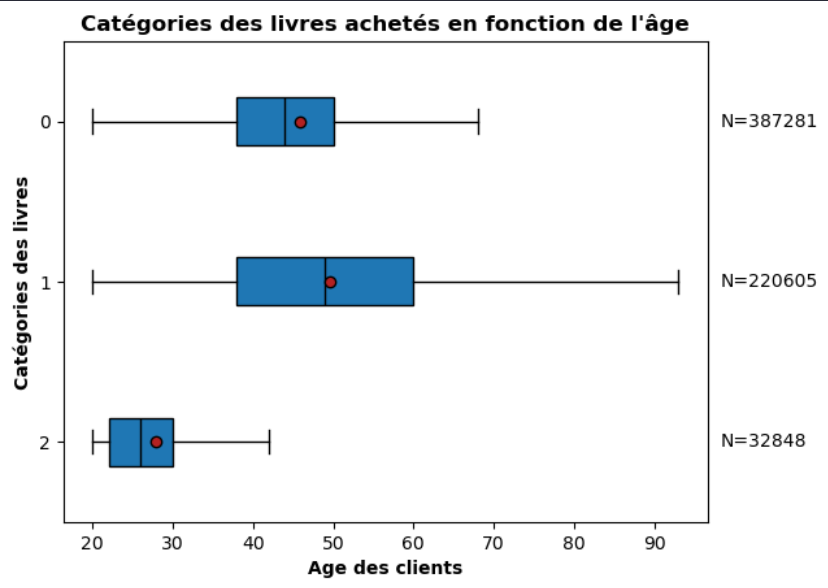 Catégories des livres achetés en fonction de l'âge
Catégories des livres
0
N=387281
1
N=220605
2
N=32848
20 30 40 50 60 70 80 90
Age des clients